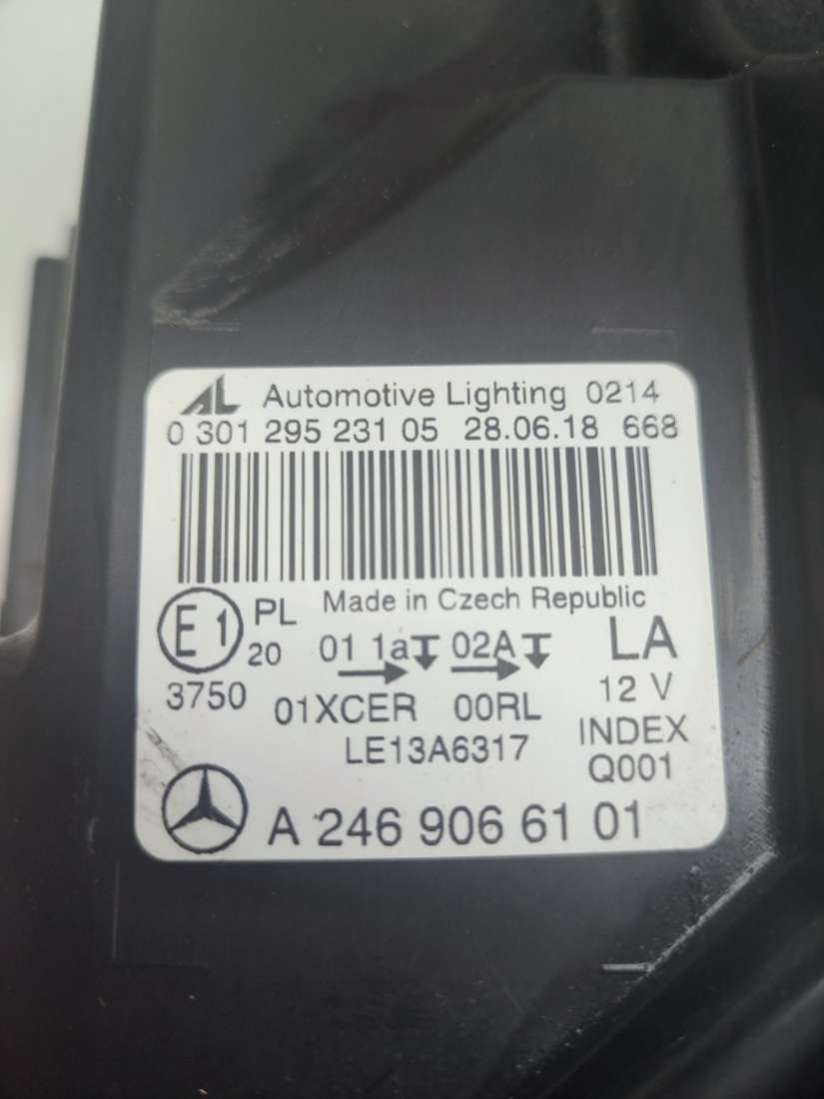 AL Automotive Lighting 0214
0 301 295 231 05 28.06.18 668
Made in Czech Republic
E1 PL 20 01 1a 02A LA
3750 01XCER 00RL 12 V
LE13A6317 INDEX
Q001
A 246 906 61 01